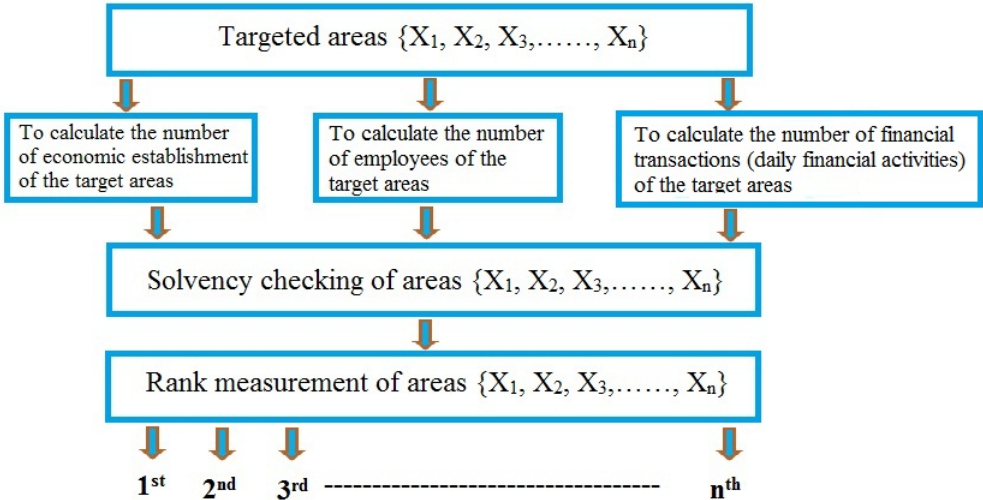 Targeted areas {X₁, X₂, X₃,……, Xₙ}
To calculate the number
of economic establishment
of the target areas
To calculate the number
of employees of the
target areas
To calculate the number of financial
transactions (daily financial activities)
of the target areas
Solvency checking of areas {X₁, X₂, X₃,……, Xₙ}
Rank measurement of areas {X₁, X₂, X₃,……, Xₙ}
1ˢᵗ 2ⁿᵈ 3ʳᵈ ------------------------------------ nᵗʰ